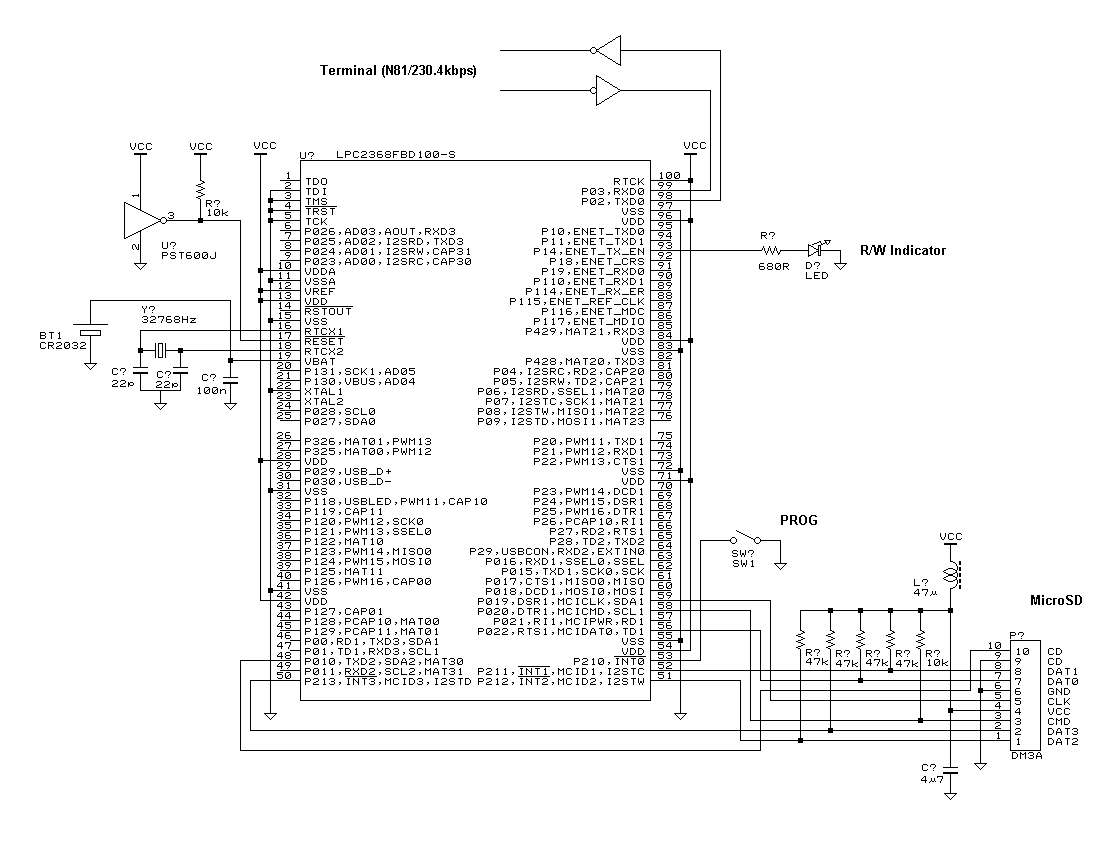 Terminal (N81/230.4kbps)
VCC VCC VCC VCC
U? LPC2368FBD100-S
1 TDO
2 TDI
3 TMS
4 TRST
5 TCK
6 P026,AD03,AOUT,RXD3
7 P025,AD02,I2SRD,TXD3
8 P024,AD01,I2SRW,CAP31
9 P023,AD00,I2SRC,CAP30
10 VDDA
11 VSSA
12 VREF
13 VDD
14 RSTOUT
15 VSS
16 RTCX1
17 RESET
18 RTCX2
19 VBAT
20 P131,SCK1,AD05
21 P130,VBUS,AD04
22 XTAL1
23 XTAL2
24 P028,SCL0
25 P027,SDA0
26 P326,MAT01,PWM13
27 P325,MAT00,PWM12
28 VDD
29 P029,USB_D+
30 P030,USB_D-
31 VSS
32 P118,USBLED,PWM11,CAP10
33 P119,CAP11
34 P120,PWM12,SCK0
35 P121,PWM13,SSEL0
36 P122,MAT10
37 P123,PWM14,MISO0
38 P124,PWM15,MOSI0
39 P125,MAT11
40 P126,PWM16,CAP00
41 VSS
42 VDD
43 P127,CAP01
44 P128,PCAP10,MAT00
45 P129,PCAP11,MAT01
46 P00,RD1,TXD3,SDA1
47 P01,TD1,RXD3,SCL1
48 P010,TXD2,SDA2,MAT30
49 P011,RXD2,SCL2,MAT31
50 P213,INT3,MCID3,I2STD
RTCK 100
P03,RXD0 99
P02,TXD0 98
VSS 97
VDD 96
P10,ENET_TXD0 95
P11,ENET_TXD1 94
P14,ENET_TX_EN 93
P18,ENET_CRS 92
P19,ENET_RXD0 91
P110,ENET_RXD1 90
P114,ENET_RX_ER 89
P115,ENET_REF_CLK 88
P116,ENET_MDC 87
P117,ENET_MDIO 86
P429,MAT21,RXD3 85
VDD 84
VSS 83
P428,MAT20,TXD3 82
P04,I2SRC,RD2,CAP20 81
P05,I2SRW,TD2,CAP21 80
P06,I2SRD,SSEL1,MAT20 79
P07,I2STC,SCK1,MAT21 78
P08,I2STW,MISO1,MAT22 77
P09,I2STD,MOSI1,MAT23 76
P20,PWM11,TXD1 75
P21,PWM12,RXD1 74
P22,PWM13,CTS1 73
VSS 72
VDD 71
P23,PWM14,DCD1 70
P24,PWM15,DSR1 69
P25,PWM16,DTR1 68
P26,PCAP10,RI1 67
P27,RD2,RTS1 66
P28,TD2,TXD2 65
P29,USBCON,RXD2,EXTIN0 64
P016,RXD1,SSEL0,SSEL 63
P015,TXD1,SCK0,SCK 62
P017,CTS1,MISO0,MISO 61
P018,DCD1,MOSI0,MOSI 60
P019,DSR1,MCICLK,SDA1 59
P020,DTR1,MCICMD,SCL1 58
P021,RI1,MCIPWR,RD1 57
P022,RTS1,MCIDAT0,TD1 56
VSS 55
VDD 54
P210,INT0 53
P211,INT1,MCID1,I2STC 52
P212,INT2,MCID2,I2STW 51
1
2
3
R?
10k
U?
PST600J
Y?
32768Hz
BT1
CR2032
C?
22p
C?
22p
C?
100n
R?
680R
D?
LED
R/W Indicator
PROG
SW?
SW1
VCC
L?
47μ
MicroSD
R?
47k
R?
47k
R?
47k
R?
47k
R?
10k
P?
10 10 CD
9 9 CD
8 8 DAT1
7 7 DAT0
6 6 GND
5 5 CLK
4 4 VCC
3 3 CMD
2 2 DAT3
1 1 DAT2
DM3A
C?
4μ7